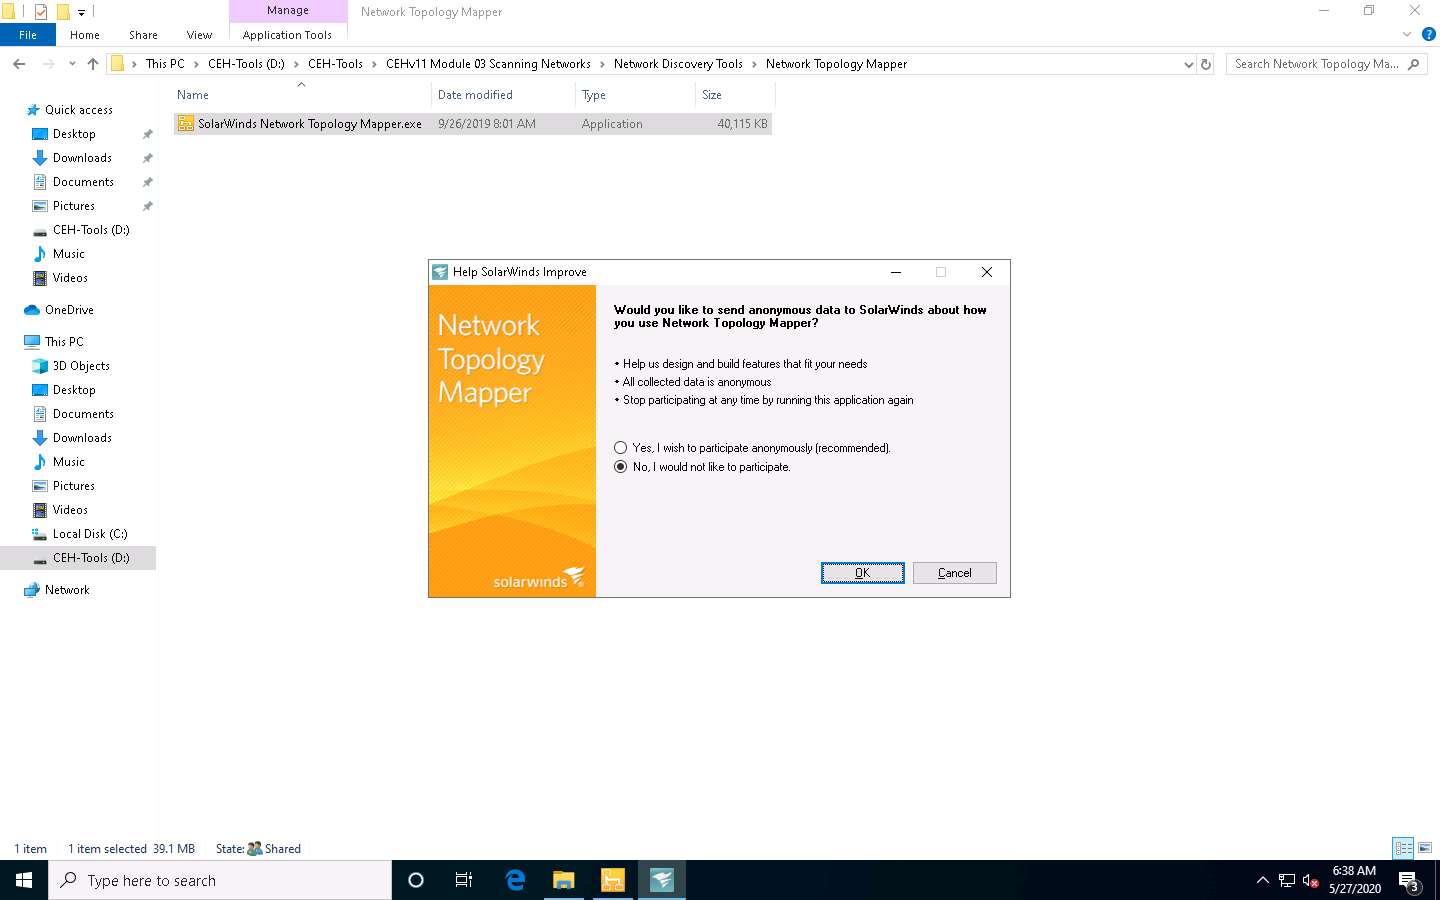 Manage
Network Topology Mapper
File
Home
Share
View
Application Tools
This PC
CEH-Tools (D:)
CEH-Tools
CEHv11 Module 03 Scanning Networks
Network Discovery Tools
Network Topology Mapper
Search Network Topology Ma...
Name
Date modified
Type
Size
SolarWinds Network Topology Mapper.exe
9/26/2019 8:01 AM
Application
40,115 KB
Quick access
Desktop
Downloads
Documents
Pictures
CEH-Tools (D:)
Music
Videos
OneDrive
This PC
3D Objects
Desktop
Documents
Downloads
Music
Pictures
Videos
Local Disk (C:)
CEH-Tools (D:)
Network
Help SolarWinds Improve
Network
Topology
Mapper
solarwinds
Would you like to send anonymous data to SolarWinds about how
you use Network Topology Mapper?
• Help us design and build features that fit your needs
• All collected data is anonymous
• Stop participating at any time by running this application again
Yes, I wish to participate anonymously (recommended).
No, I would not like to participate.
OK
Cancel
1 item
1 item selected 39.1 MB
State: Shared
Type here to search
6:38 AM
5/27/2020
3